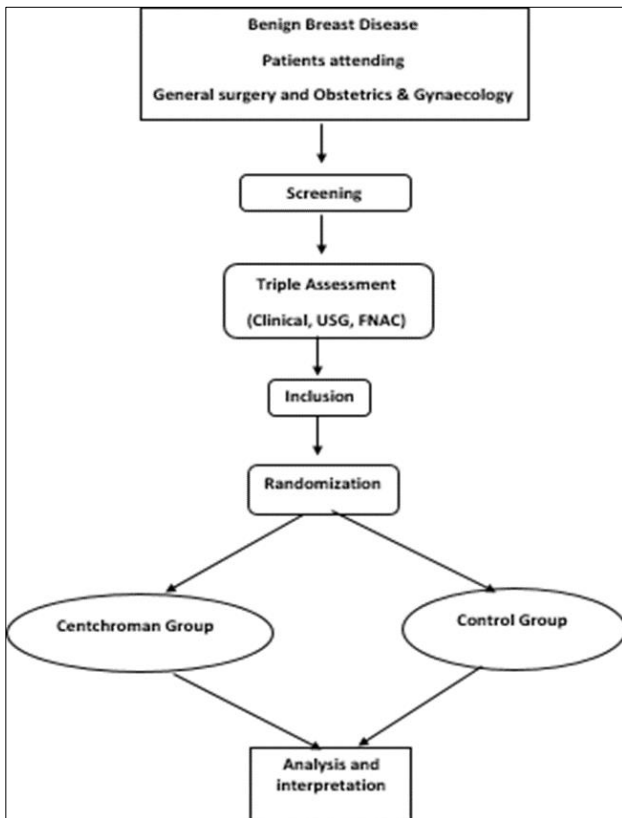 Benign Breast Disease
Patients attending
General surgery and Obstetrics & Gynaecology
Screening
Triple Assessment
(Clinical, USG, FNAC)
Inclusion
Randomization
Centchroman Group
Control Group
Analysis and
interpretation